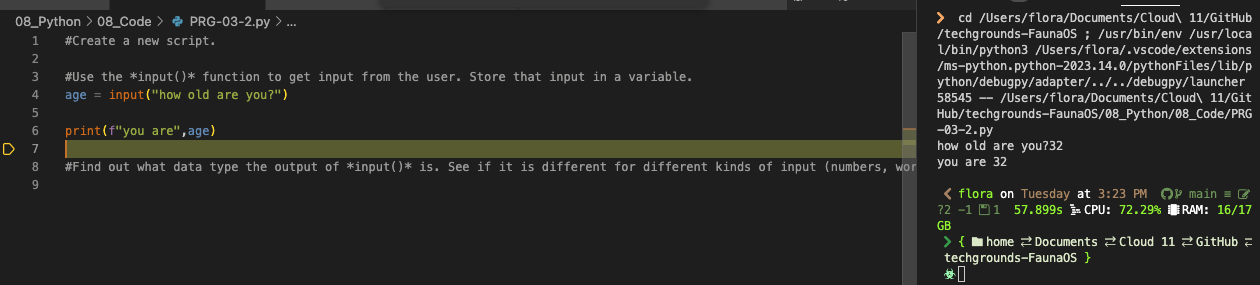 08_Python > 08_Code > PRG-03-2.py > ...
1 #Create a new script.
2
3 #Use the *input()* function to get input from the user. Store that input in a variable.
4 age = input("how old are you?")
5
6 print(f"you are",age)
7
8 #Find out what data type the output of *input()* is. See if it is different for different kinds of input (numbers, wor
9
cd /Users/flora/Documents/Cloud\ 11/GitHub
/techgrounds-FaunaOS ; /usr/bin/env /usr/loca
l/bin/python3 /Users/flora/.vscode/extensions
/ms-python.python-2023.14.0/pythonFiles/lib/p
ython/debugpy/adapter/../../debugpy/launcher
58545 -- /Users/flora/Documents/Cloud\ 11/Git
Hub/techgrounds-FaunaOS/08_Python/08_Code/PRG
-03-2.py
how old are you?32
you are 32
flora on Tuesday at 3:23 PM main ≡
?2 ~1 1 57.899s CPU: 72.29% RAM: 16/17
GB
{ home ⇄Documents ⇄Cloud 11 ⇄GitHub ⇄
techgrounds-FaunaOS }